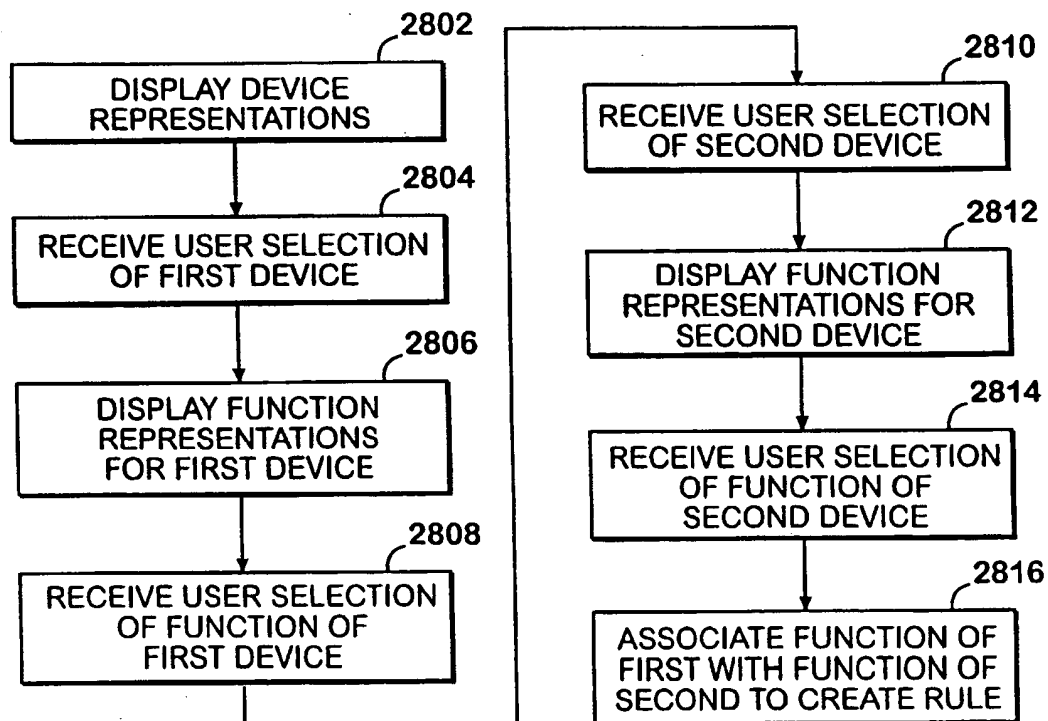 2802
DISPLAY DEVICE
REPRESENTATIONS
2804
RECEIVE USER SELECTION
OF FIRST DEVICE
2806
DISPLAY FUNCTION
REPRESENTATIONS
FOR FIRST DEVICE
2808
RECEIVE USER SELECTION
OF FUNCTION OF
FIRST DEVICE
2810
RECEIVE USER SELECTION
OF SECOND DEVICE
2812
DISPLAY FUNCTION
REPRESENTATIONS FOR
SECOND DEVICE
2814
RECEIVE USER SELECTION
OF FUNCTION OF
SECOND DEVICE
2816
ASSOCIATE FUNCTION OF
FIRST WITH FUNCTION OF
SECOND TO CREATE RULE